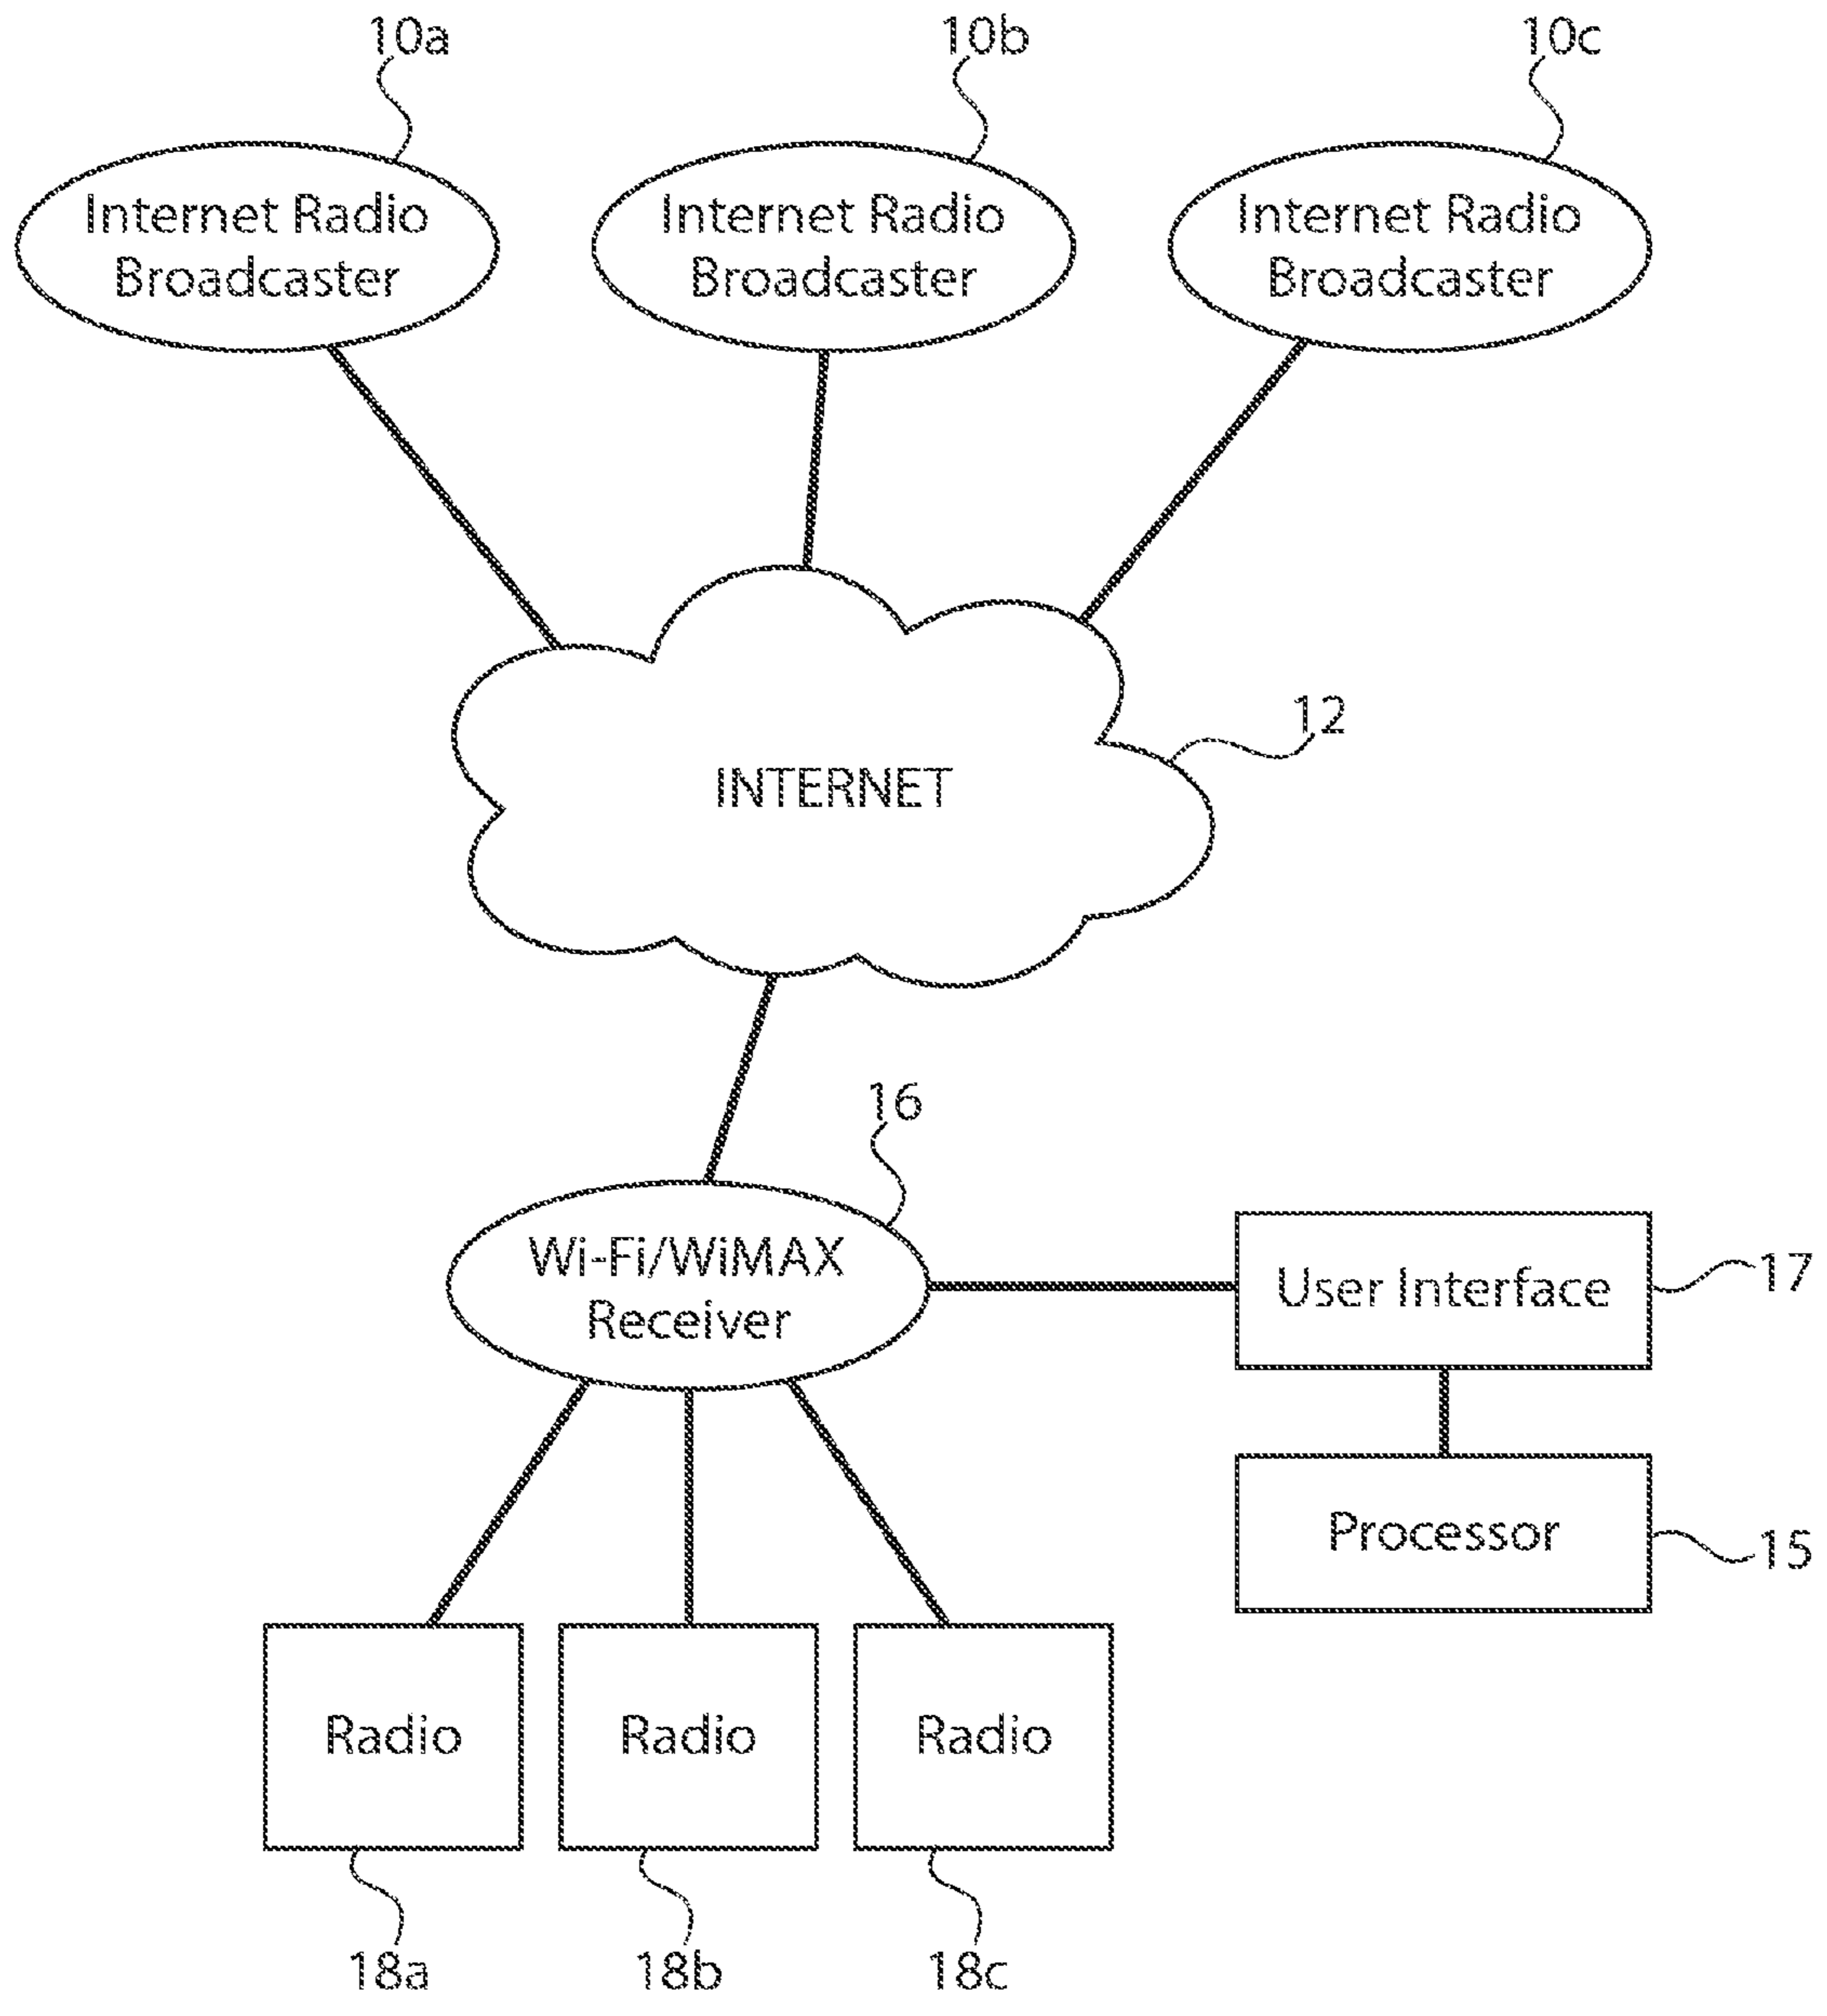 10a
10b
10c
Internet Radio
Broadcaster
Internet Radio
Broadcaster
Internet Radio
Broadcaster
12
INTERNET
16
Wi-Fi/WiMAX
Receiver
User Interface
17
Processor
15
Radio
Radio
Radio
18a
18b
18c